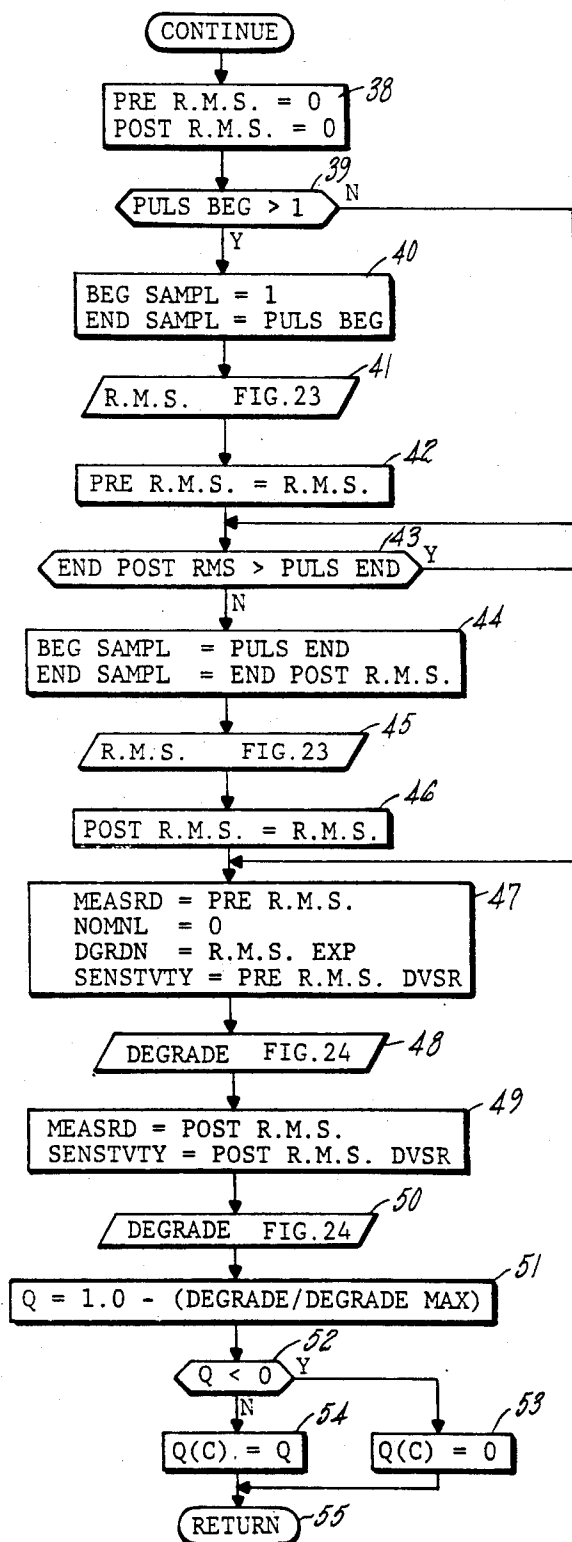 CONTINUE
38
PRE R.M.S. = 0
POST R.M.S. = 0
39
PULS BEG > 1
N
Y
40
BEG SAMPL = 1
END SAMPL = PULS BEG
41
R.M.S. FIG.23
42
PRE R.M.S. = R.M.S.
43
END POST RMS > PULS END
Y
N
44
BEG SAMPL = PULS END
END SAMPL = END POST R.M.S.
45
R.M.S. FIG.23
46
POST R.M.S. = R.M.S.
47
MEASRD = PRE R.M.S.
NOMNL = 0
DGRDN = R.M.S. EXP
SENSTVTY = PRE R.M.S. DVSR
DEGRADE FIG.24
48
49
MEASRD = POST R.M.S.
SENSTVTY = POST R.M.S. DVSR
50
DEGRADE FIG.24
51
Q = 1.0 - (DEGRADE/DEGRADE MAX)
52
Q < 0
Y
N
54
53
Q(C). = Q
Q(C) = 0
RETURN
55